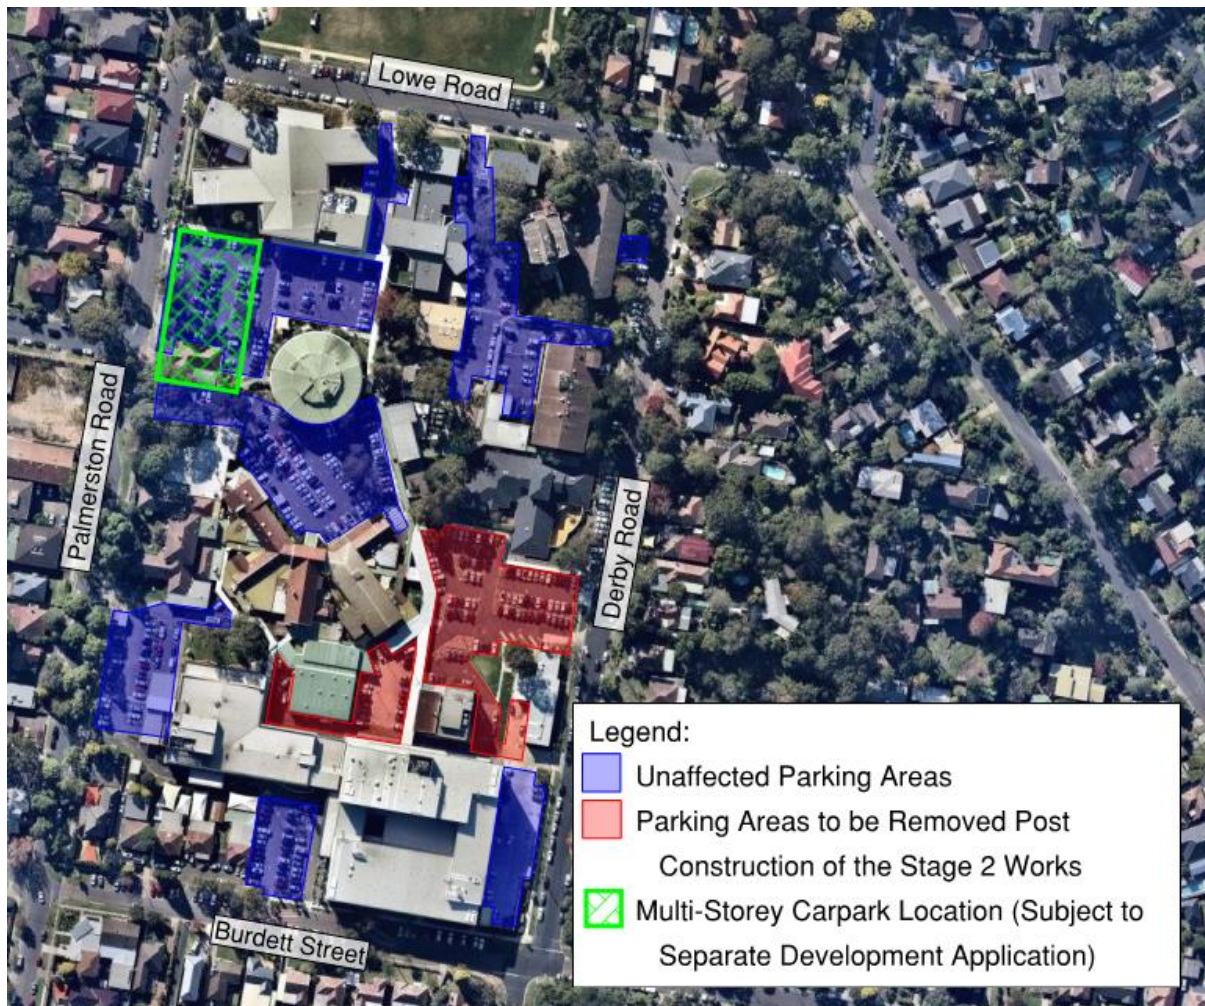 Lowe Road
Palmerston Road
Derby Road
Burdett Street
Legend:
Unaffected Parking Areas
Parking Areas to be Removed Post
Construction of the Stage 2 Works
Multi-Storey Carpark Location (Subject to
Separate Development Application)